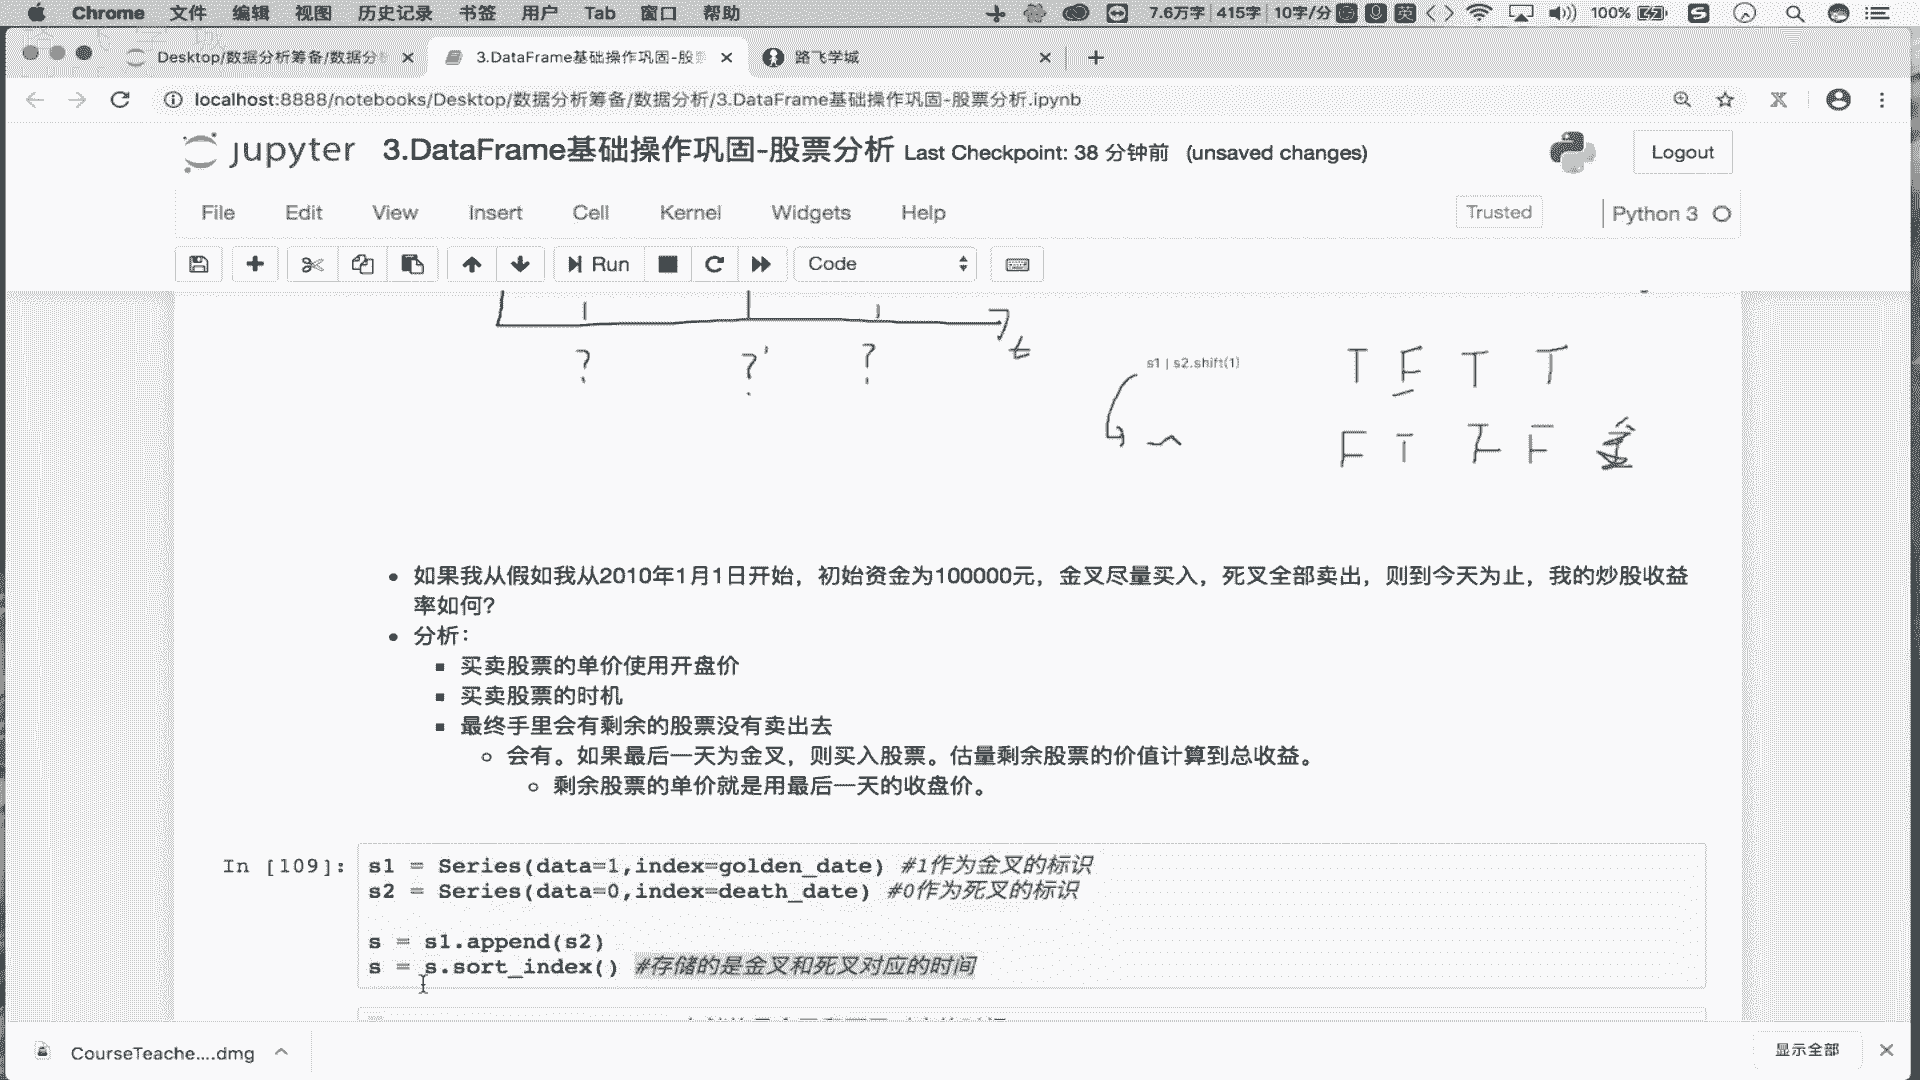 Chrome 文件 编辑 视图 历史记录 书签 用户 Tab 窗口 帮助 7.6万字 415字 10字/分 英 100%
Desktop/数据分析筹备/数据分 3.DataFrame基础操作巩固-股票 路飞学城
localhost:8888/notebooks/Desktop/数据分析筹备/数据分析/3.DataFrame基础操作巩固-股票分析.ipynb
jupyter 3.DataFrame基础操作巩固-股票分析 Last Checkpoint: 38 分钟前 (unsaved changes) Logout
File Edit View Insert Cell Kernel Widgets Help Trusted Python 3
Run Code
? ?' ? t
s1 | s2.shift(1) T F T T
F T F F
如果我从假如我从2010年1月1日开始，初始资金为100000元，金叉尽量买入，死叉全部卖出，则到今天为止，我的炒股收益
率如何？
分析：
买卖股票的单价使用开盘价
买卖股票的时机
最终手里会有剩余的股票没有卖出去
会有。如果最后一天为金叉，则买入股票。估量剩余股票的价值计算到总收益。
剩余股票的单价就是用最后一天的收盘价。
In [109]: s1 = Series(data=1,index=golden_date) #1作为金叉的标识
s2 = Series(data=0,index=death_date) #0作为死叉的标识
s = s1.append(s2)
s = s.sort_index() #存储的是金叉和死叉对应的时间
CourseTeache....dmg 显示全部